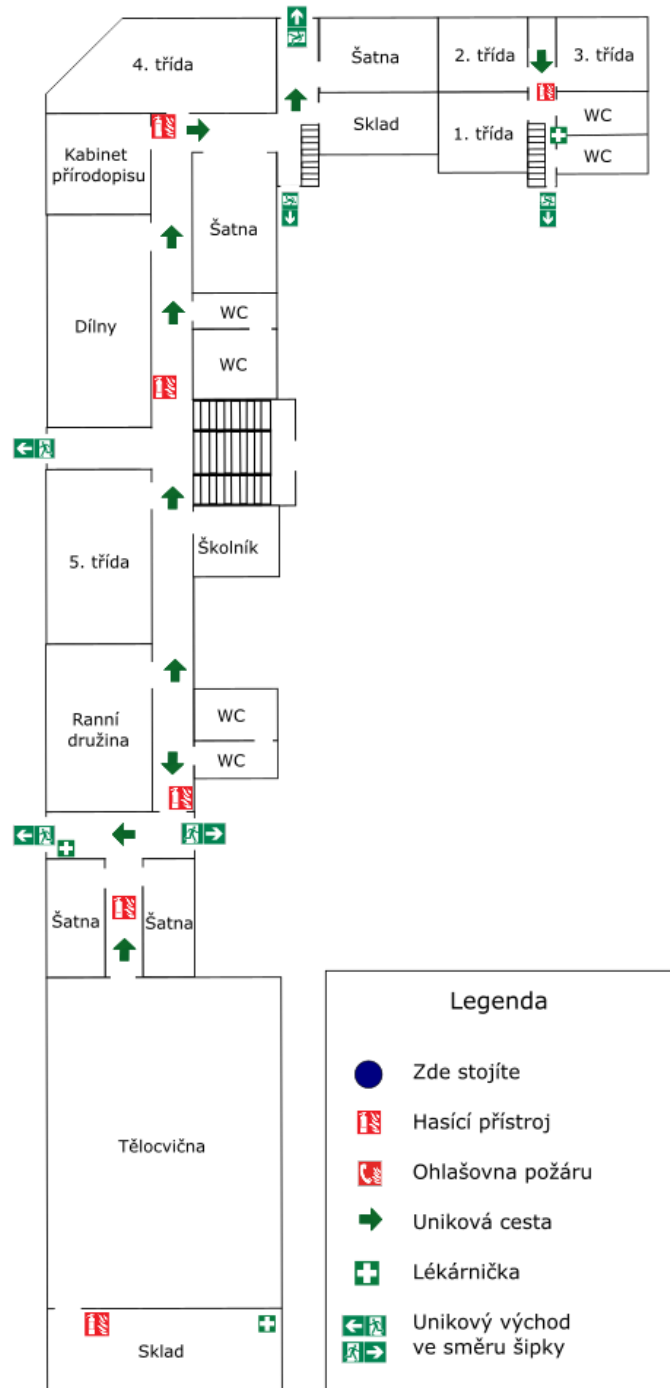 4. třída
Šatna
2. třída
3. třída
Sklad
1. třída
WC
WC
Kabinet
přírodopisu
Šatna
Dílny
WC
WC
5. třída
Školník
Ranní
družina
WC
WC
Šatna
Šatna
Tělocvična
Sklad
Legenda
Zde stojíte
Hasící přístroj
Ohlašovna požáru
Uniková cesta
Lékárnička
Unikový východ
ve směru šipky